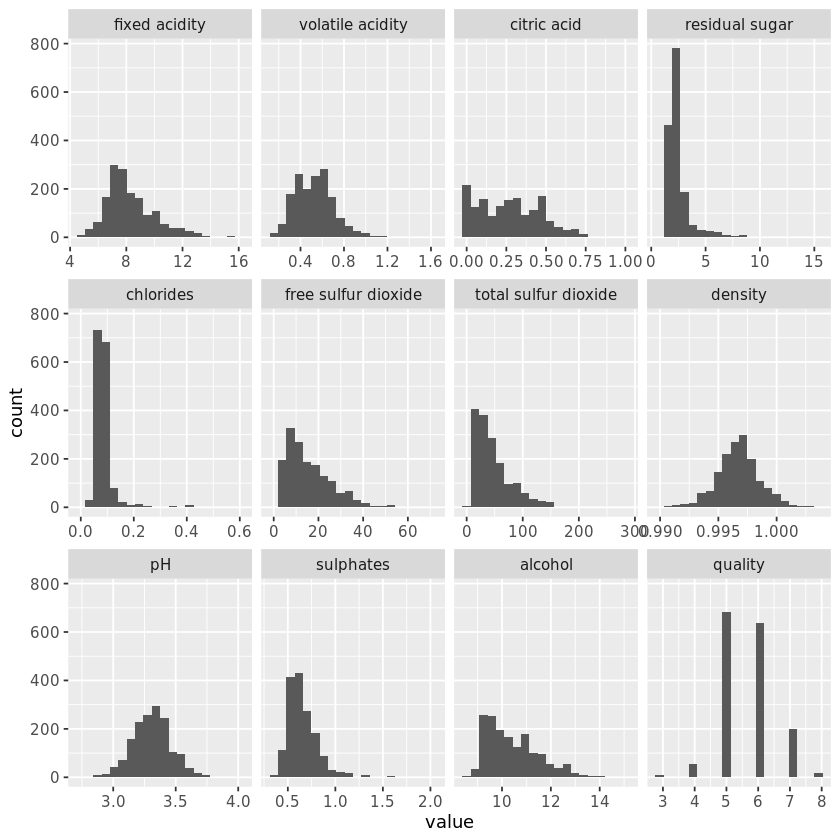 fixed acidity volatile acidity citric acid residual sugar
800
600
400
200
0
4 8 12 16 0.4 0.8 1.2 1.6 0.00 0.25 0.50 0.75 1.00 0 5 10 15
chlorides free sulfur dioxide total sulfur dioxide density
800
600
400
200
0
0.0 0.2 0.4 0.6 0 20 40 60 0 100 200 300 0.990 0.995 1.000
count
pH sulphates alcohol quality
800
600
400
200
0
3.0 3.5 4.0 0.5 1.0 1.5 2.0 10 12 14 3 4 5 6 7 8
value